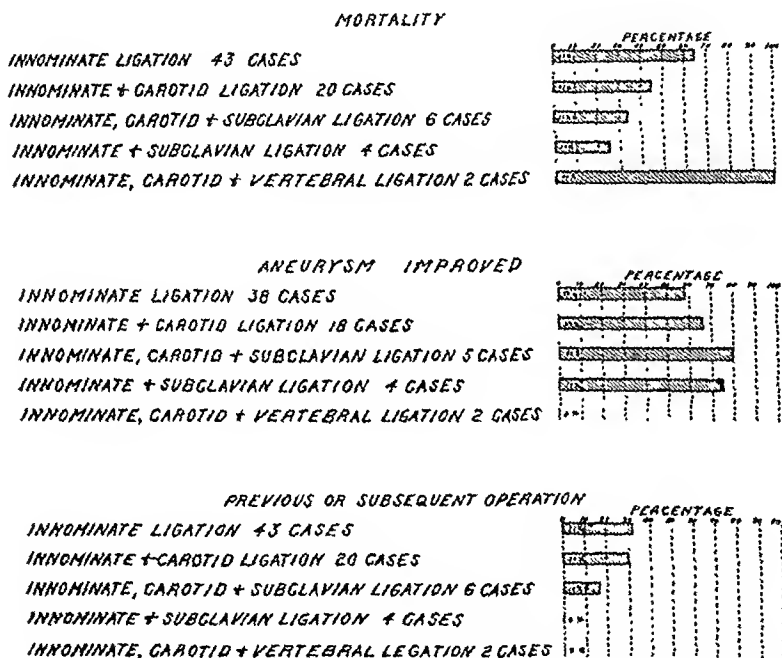 MORTALITY
PERCENTAGE
INNOMINATE LIGATION 43 CASES
INNOMINATE + CAROTID LIGATION 20 CASES
INNOMINATE, CAROTID + SUBCLAVIAN LIGATION 6 CASES
INNOMINATE + SUBCLAVIAN LIGATION 4 CASES
INNOMINATE, CAROTID + VERTEBRAL LIGATION 2 CASES
ANEURYSM IMPROVED
PERCENTAGE
INNOMINATE LIGATION 38 CASES
INNOMINATE + CAROTID LIGATION 18 CASES
INNOMINATE, CAROTID + SUBCLAVIAN LIGATION 5 CASES
INNOMINATE + SUBCLAVIAN LIGATION 4 CASES
INNOMINATE, CAROTID + VERTEBRAL LIGATION 2 CASES
PREVIOUS OR SUBSEQUENT OPERATION
PERCENTAGE
INNOMINATE LIGATION 43 CASES
INNOMINATE + CAROTID LIGATION 20 CASES
INNOMINATE, CAROTID + SUBCLAVIAN LIGATION 6 CASES
INNOMINATE + SUBCLAVIAN LIGATION 4 CASES
INNOMINATE, CAROTID + VERTEBRAL LEGATION 2 CASES